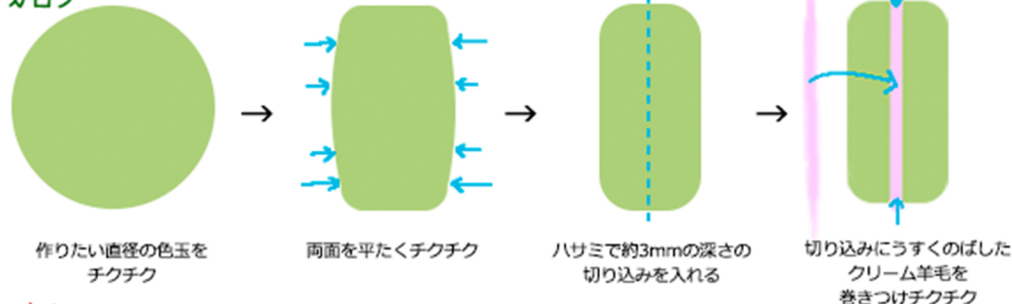 作りたい直径の色玉を
チクチク
両面を平たくチクチク
ハサミで約3mmの深さの
切り込みを入れる
切り込みにうすくのばした
クリーム羊毛を
巻きつけチクチク